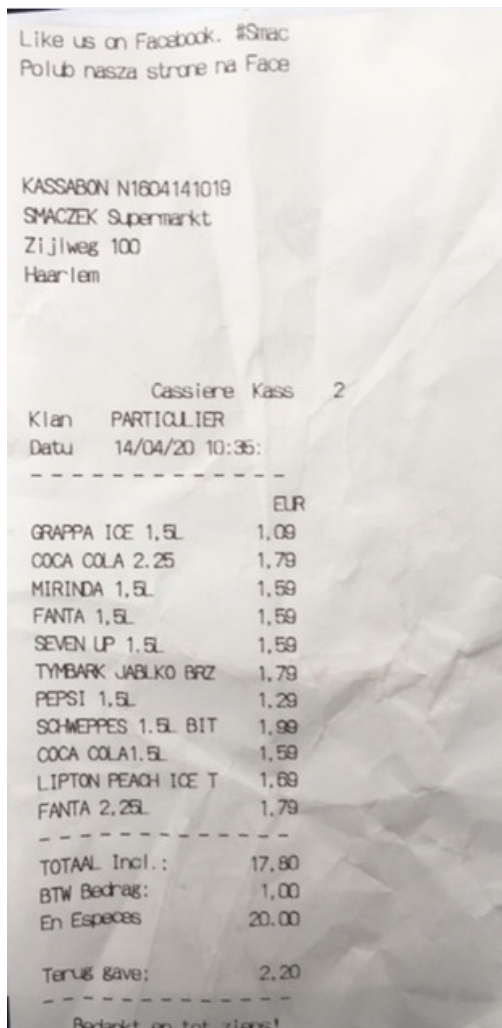 Like us on Facebook. #Smac
Polub nasza strone na Face
KASSABON N1604141019
SMACZEK Supermarkt
Zijlweg 100
Haarlem
Cassiere Kass 2
Klan PARTICULIER
Datu 14/04/20 10:35:
- - - - - - - - - - - - - -
EUR
GRAPPA ICE 1,5L 1,09
COCA COLA 2.25 1,79
MIRINDA 1,5L 1,59
FANTA 1,5L 1,59
SEVEN UP 1.5L 1,59
TYMBARK JABLKO BRZ 1,79
PEPSI 1,5L 1,29
SCHWEPPES 1.5L BIT 1,99
COCA COLA1.5L 1,59
LIPTON PEACH ICE T 1,69
FANTA 2,25L 1,79
- - - - - - - - - - - - - -
TOTAAL Incl.: 17,80
BTW Bedrag: 1,00
En Especes 20.00
Terug gave: 2,20
- - - - - - - - - - - - - -
Bedankt en tot ziens!